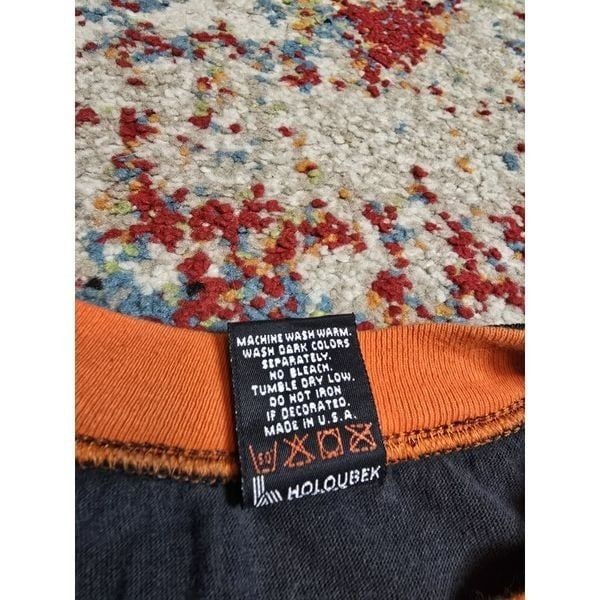 MACHINE WASH WARM.
WASH DARK COLORS
SEPARATELY.
NO BLEACH.
TUMBLE DRY LOW.
DO NOT IRON
IF DECORATED.
MADE IN U.S.A.
50
HOLOUBEK